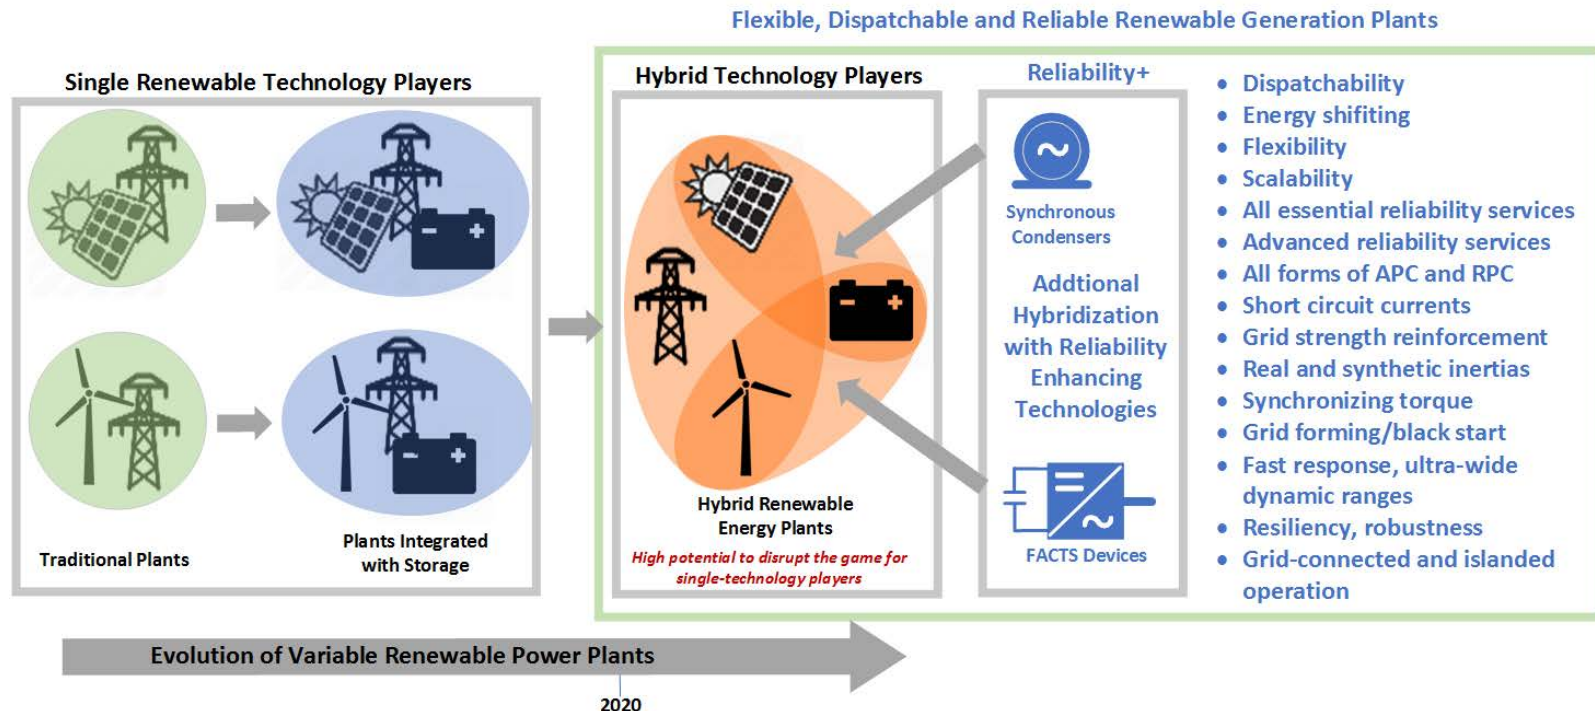 Flexible, Dispatchable and Reliable Renewable Generation Plants
Single Renewable Technology Players
Traditional Plants
Plants Integrated
with Storage
Hybrid Technology Players
Hybrid Renewable
Energy Plants
High potential to disrupt the game for
single-technology players
Reliability+
Synchronous
Condensers
Addtional
Hybridization
with Reliability
Enhancing
Technologies
FACTS Devices
• Dispatchability
• Energy shifiting
• Flexibility
• Scalability
• All essential reliability services
• Advanced reliability services
• All forms of APC and RPC
• Short circuit currents
• Grid strength reinforcement
• Real and synthetic inertias
• Synchronizing torque
• Grid forming/black start
• Fast response, ultra-wide
dynamic ranges
• Resiliency, robustness
• Grid-connected and islanded
operation
Evolution of Variable Renewable Power Plants
2020